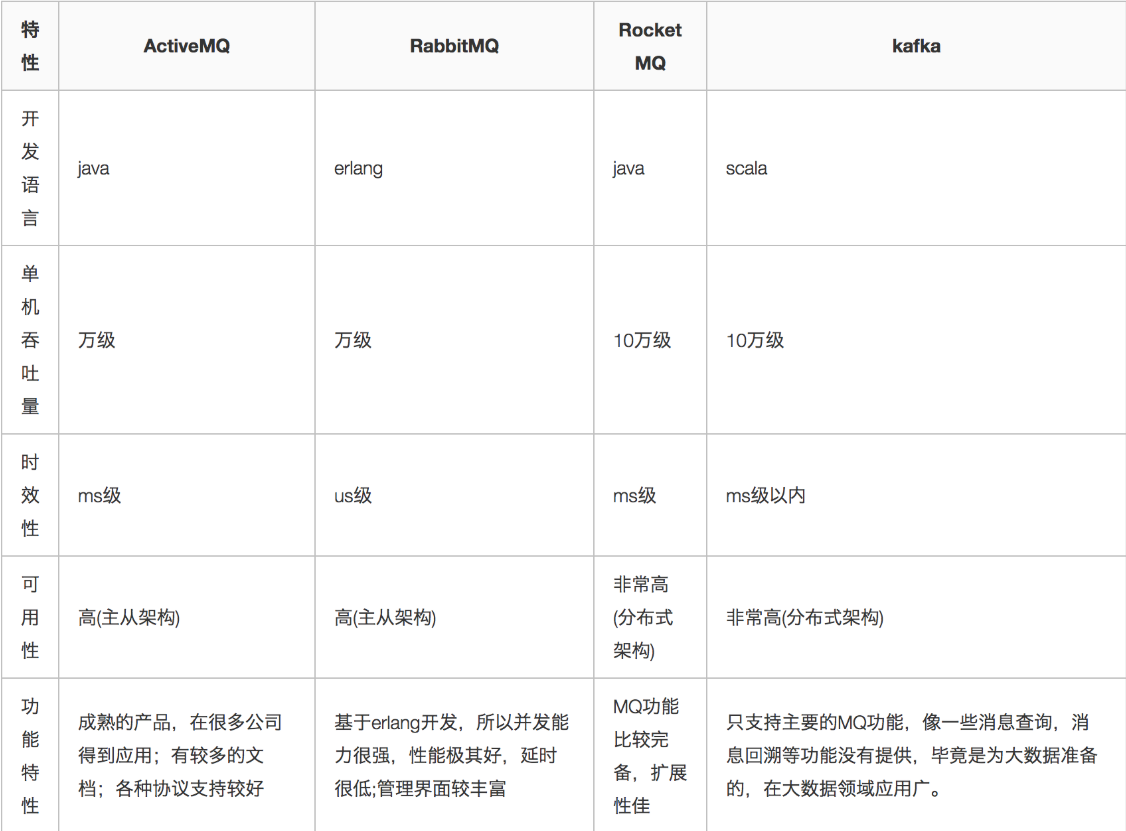 特
性
ActiveMQ
RabbitMQ
Rocket
MQ
kafka
开
发
语
言
java
erlang
java
scala
单
机
吞
吐
量
万级
万级
10万级
10万级
时
效
性
ms级
us级
ms级
ms级以内
可
用
性
高(主从架构)
高(主从架构)
非常高
(分布式
架构)
非常高(分布式架构)
功
能
特
性
成熟的产品，在很多公司
得到应用；有较多的文
档；各种协议支持较好
基于erlang开发，所以并发能
力很强，性能极其好，延时
很低;管理界面较丰富
MQ功能
比较完
备，扩展
性佳
只支持主要的MQ功能，像一些消息查询，消
息回溯等功能没有提供，毕竟是为大数据准备
的，在大数据领域应用广。